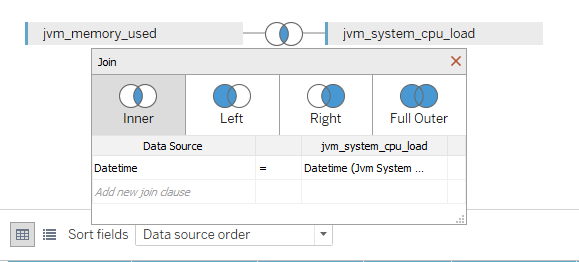 jvm_memory_used jvm_system_cpu_load
Join
Inner Left Right Full Outer
Data Source jvm_system_cpu_load
Datetime = Datetime (Jvm System ...
Add new join clause
Sort fields Data source order